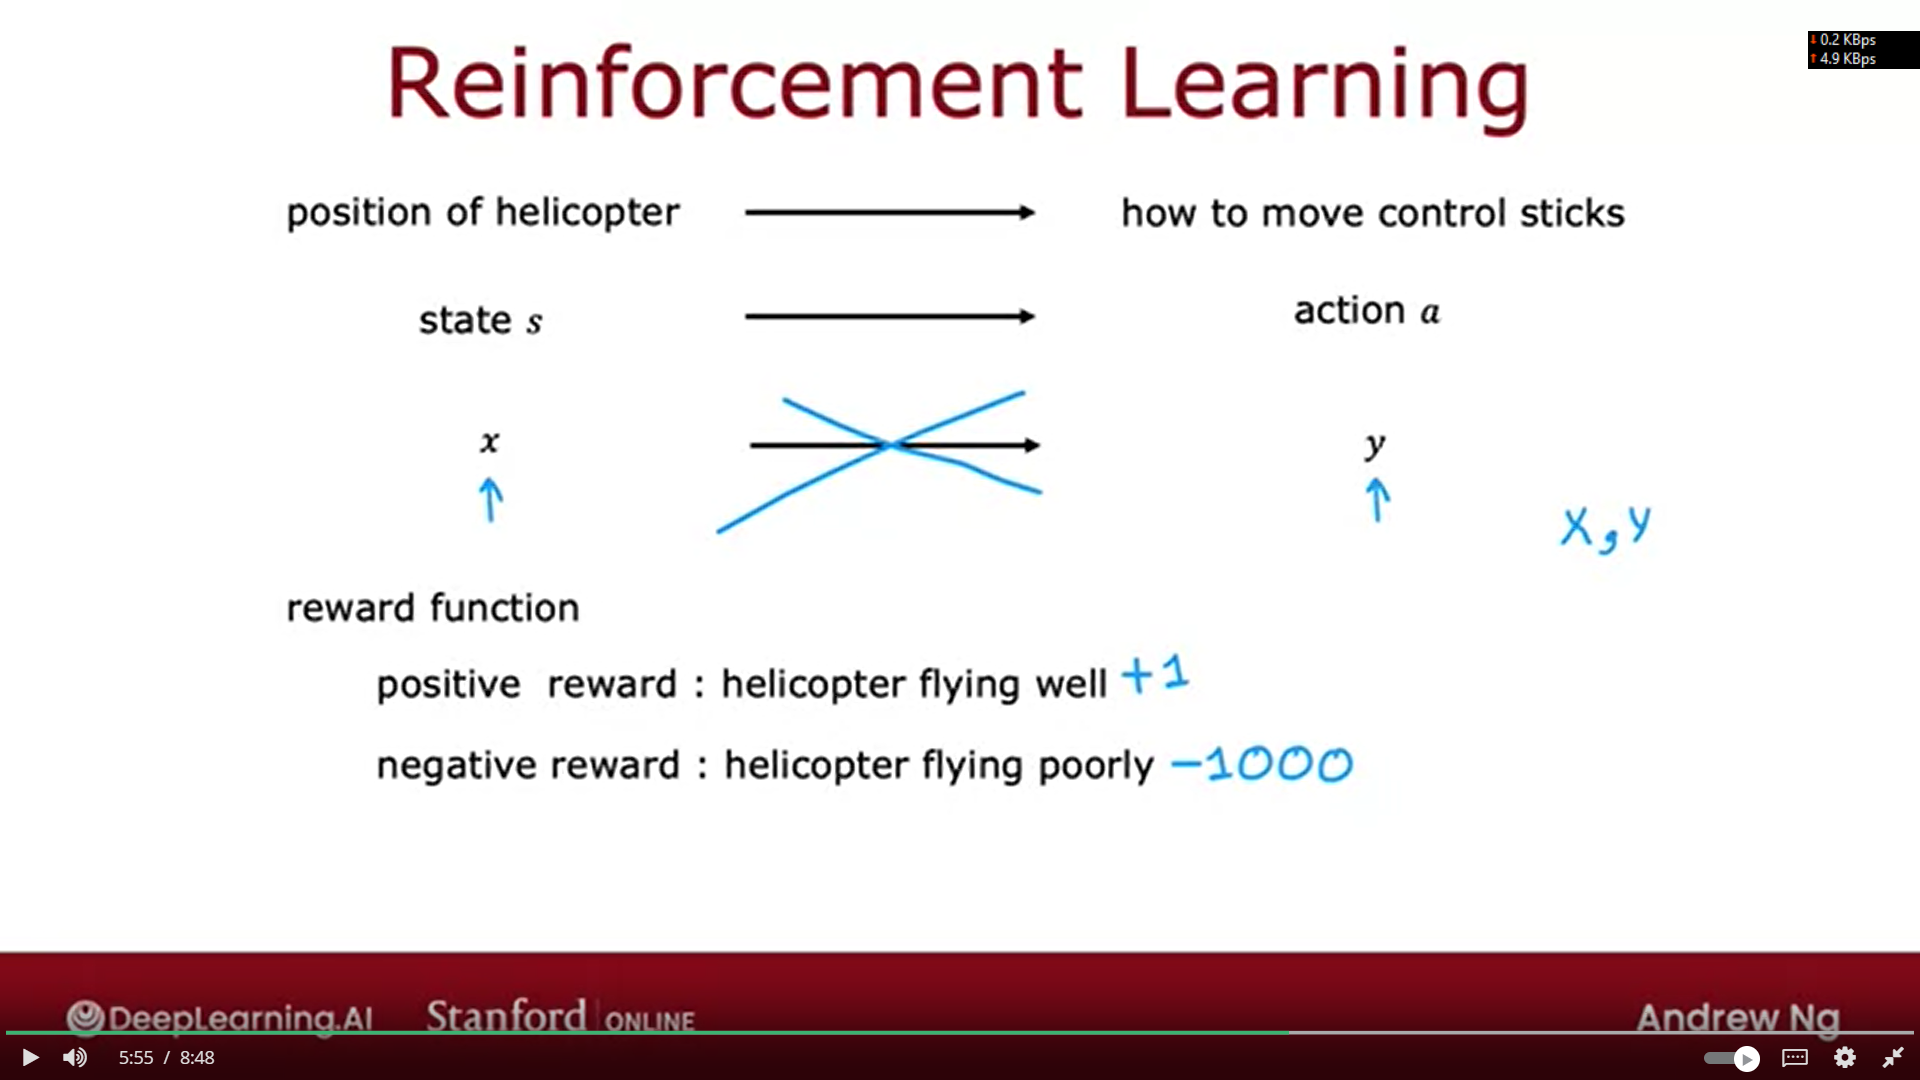 Reinforcement Learning
0.2 KBps
4.9 KBps
position of helicopter how to move control sticks
state s action a
x y
X, y
reward function
positive reward : helicopter flying well +1
negative reward : helicopter flying poorly -1000
DeepLearning.AI Stanford ONLINE Andrew Ng
5:55 / 8:48